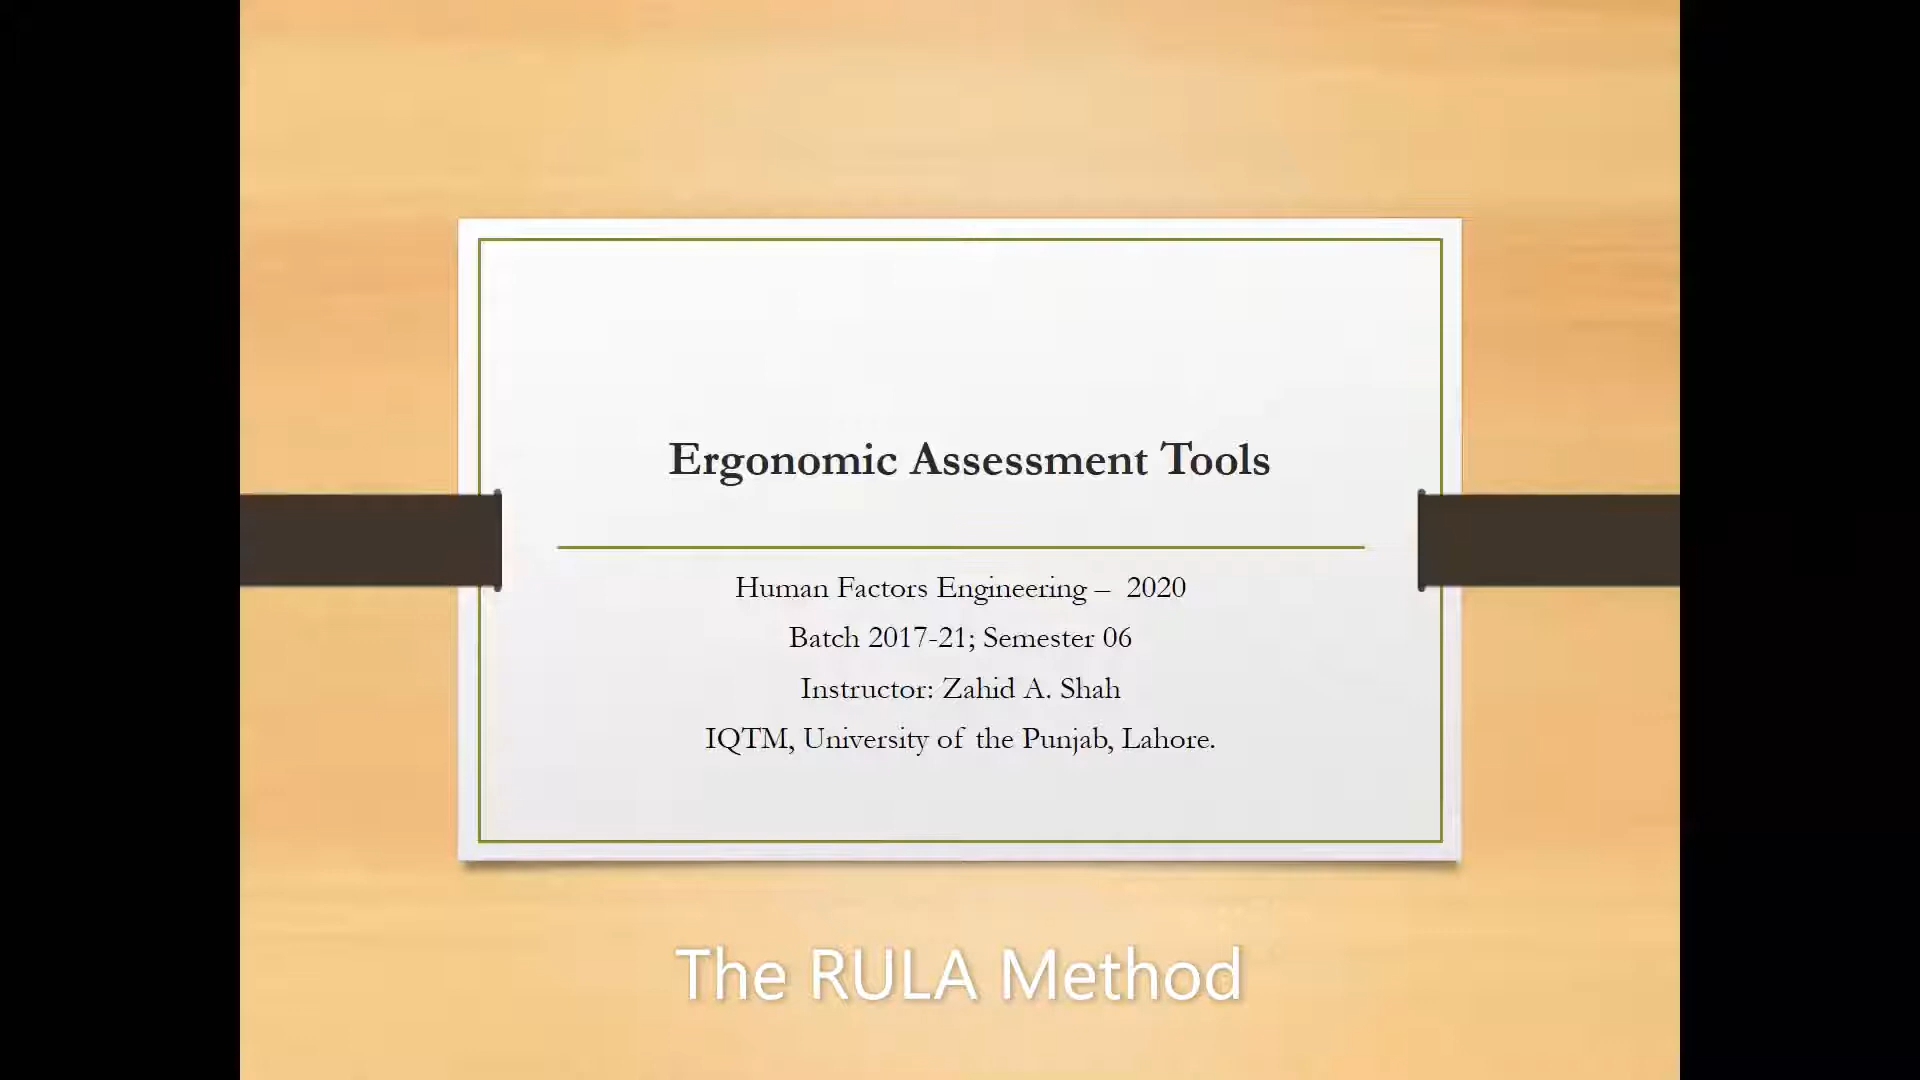 Ergonomic Assessment Tools
Human Factors Engineering –  2020
Batch 2017-21; Semester 06
Instructor: Zahid A. Shah
IQTM, University of the Punjab, Lahore.
The RULA Method